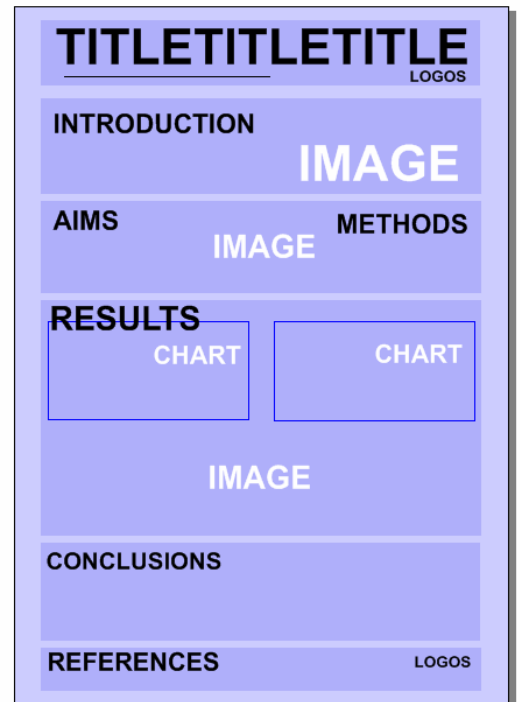 TITLETITLETITLE
LOGOS
INTRODUCTION
IMAGE
AIMS
IMAGE
METHODS
RESULTS
CHART
CHART
IMAGE
CONCLUSIONS
REFERENCES
LOGOS